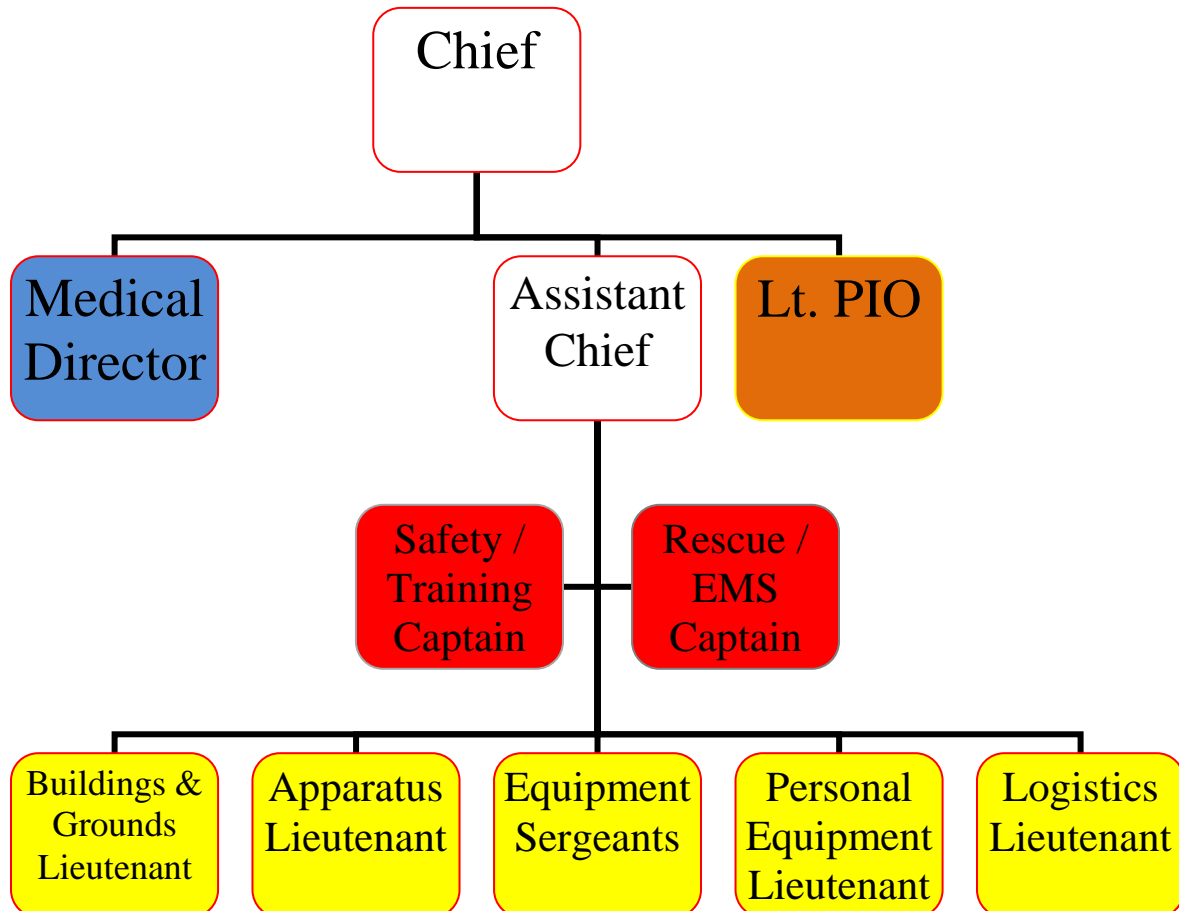 Chief
Medical
Director
Assistant
Chief
Lt. PIO
Safety /
Training
Captain
Rescue /
EMS
Captain
Buildings &
Grounds
Lieutenant
Apparatus
Lieutenant
Equipment
Sergeants
Personal
Equipment
Lieutenant
Logistics
Lieutenant